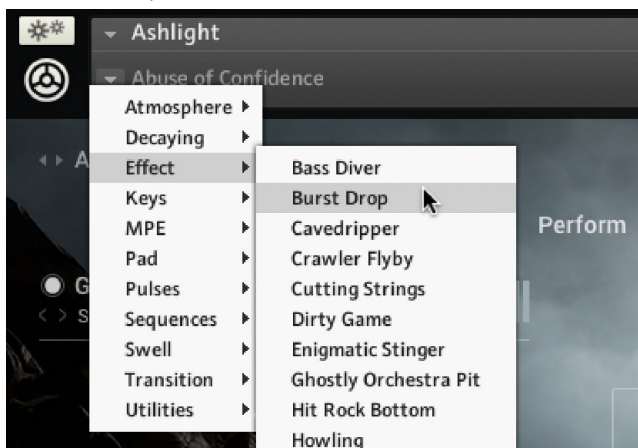 Ashlight
Abuse of Confidence
Atmosphere
Decaying
Effect
Keys
MPE
Pad
Pulses
Sequences
Swell
Transition
Utilities
Bass Diver
Burst Drop
Cavedripper
Crawler Flyby
Cutting Strings
Dirty Game
Enigmatic Stinger
Ghostly Orchestra Pit
Hit Rock Bottom
Howling
Perform
A
G
S